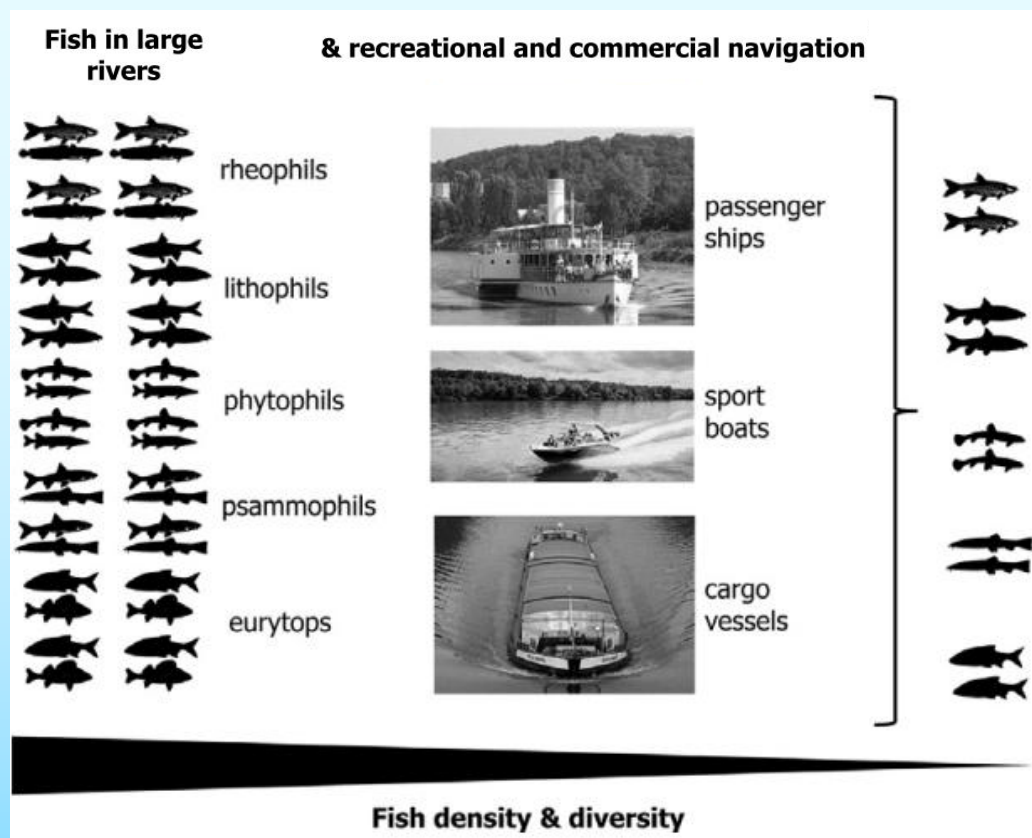 Fish in large
rivers
& recreational and commercial navigation
rheophils
lithophils
phytophils
psammophils
eurytops
passenger
ships
sport
boats
cargo
vessels
Fish density & diversity